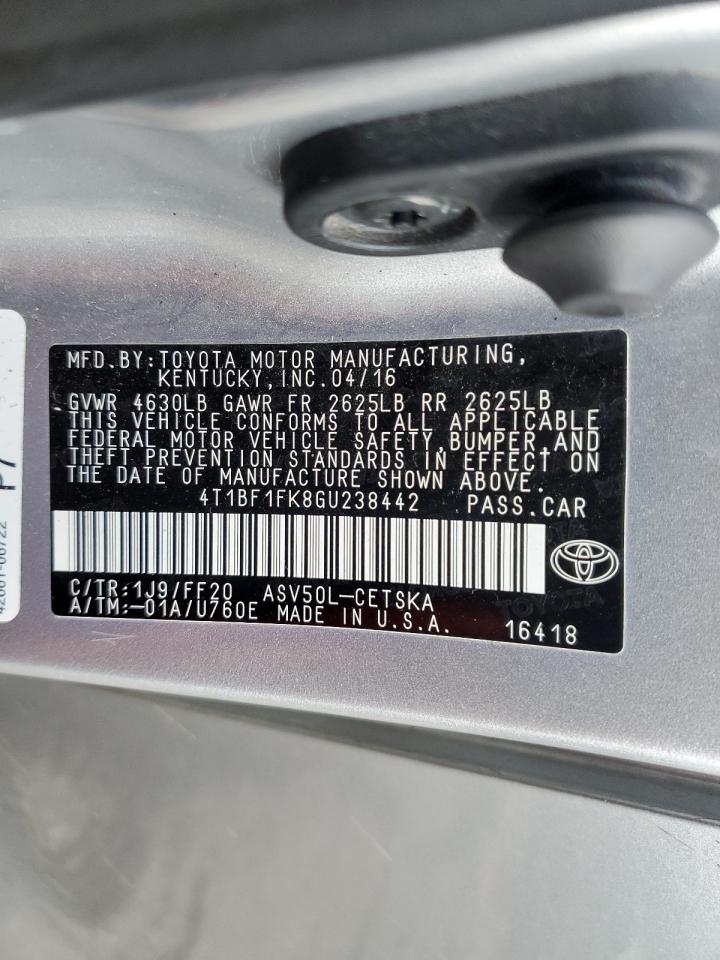 MFD.BY:TOYOTA MOTOR MANUFACTURING,
KENTUCKY,INC.04/16
GVWR 4630LB GAWR FR 2625LB RR 2625LB
THIS VEHICLE CONFORMS TO ALL APPLICABLE
FEDERAL MOTOR VEHICLE SAFETY,BUMPER,AND
THEFT PREVENTION STANDARDS IN EFFECT ON
THE DATE OF MANUFACTURE SHOWN ABOVE.
4T1BF1FK8GU238442 PASS.CAR
C/TR:1J9/FF20 ASV50L-CETSKA
A/TM:-01A/U760E MADE IN U.S.A. 16418
TOYOTA
P7